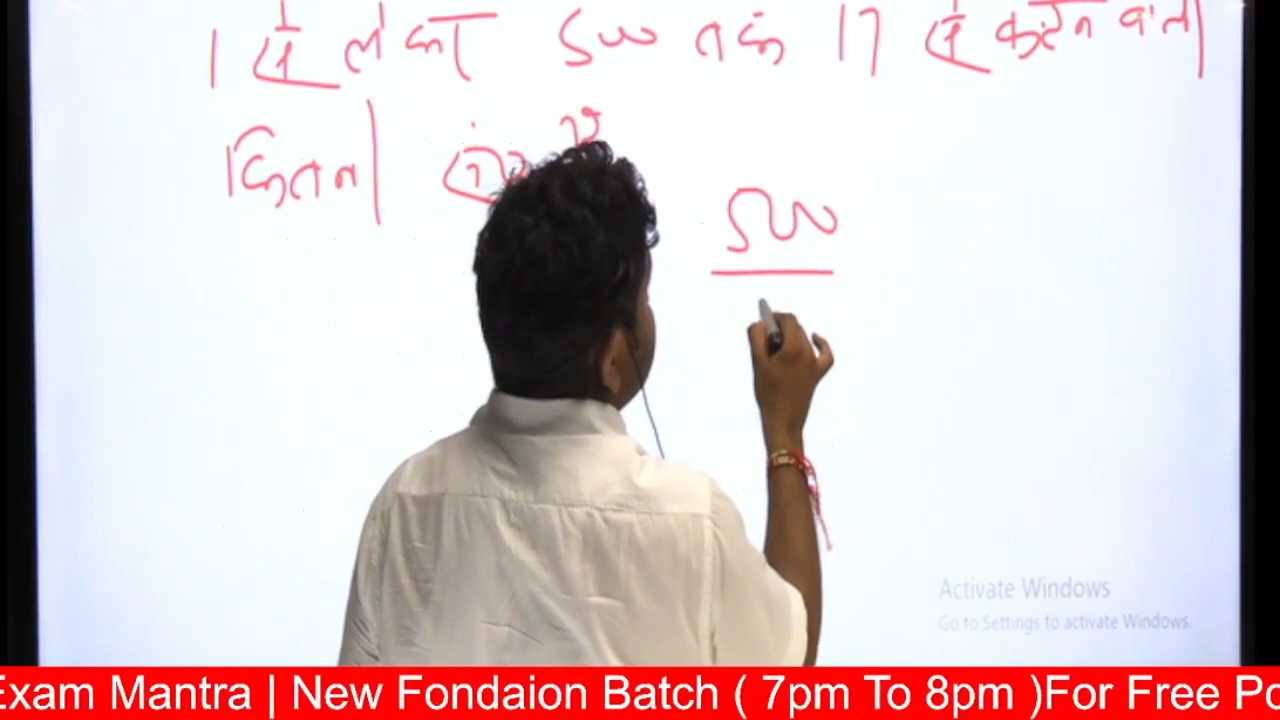 1 से लेकर 500 तक 17 से कटने वाली
कितनी
500
Activate Windows
Go to Settings to activate Windows.
Exam Mantra | New Fondaion Batch ( 7pm To 8pm )For Free Po